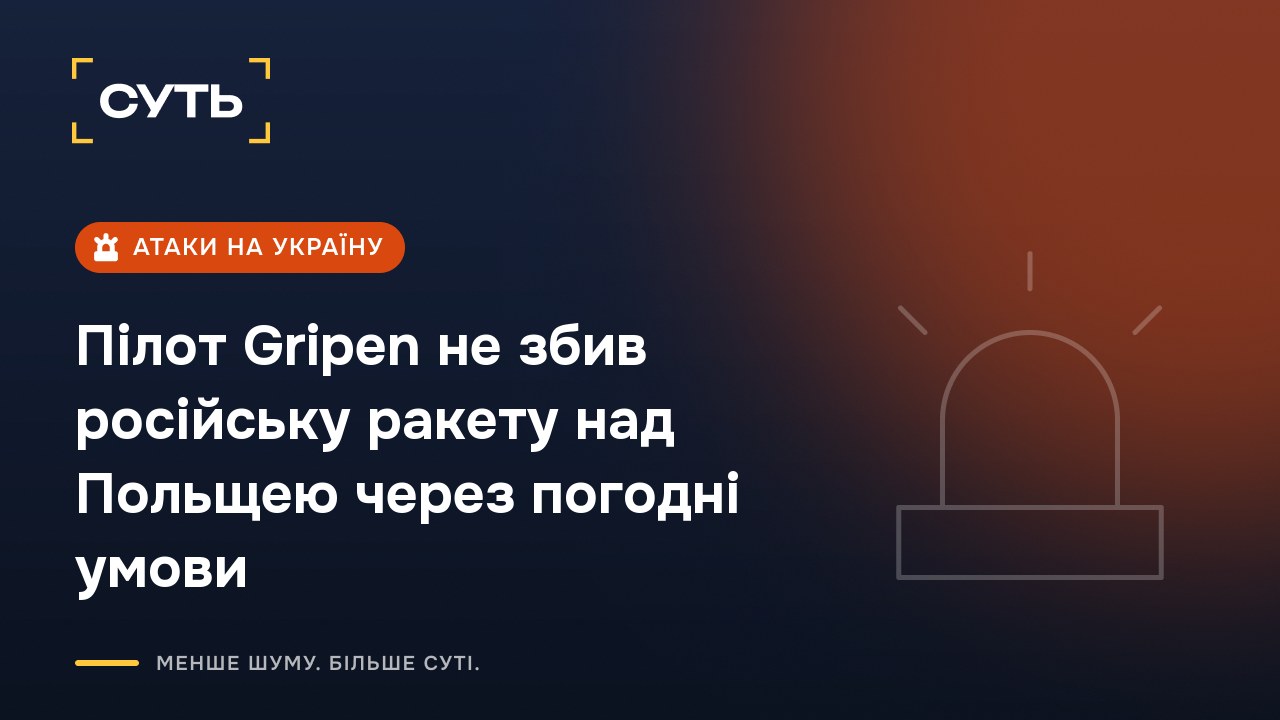 СУТЬ
АТАКИ НА УКРАЇНУ
Пілот Gripen не збив
російську ракету над
Польщею через погодні
умови
МЕНШЕ ШУМУ. БІЛЬШЕ СУТІ.